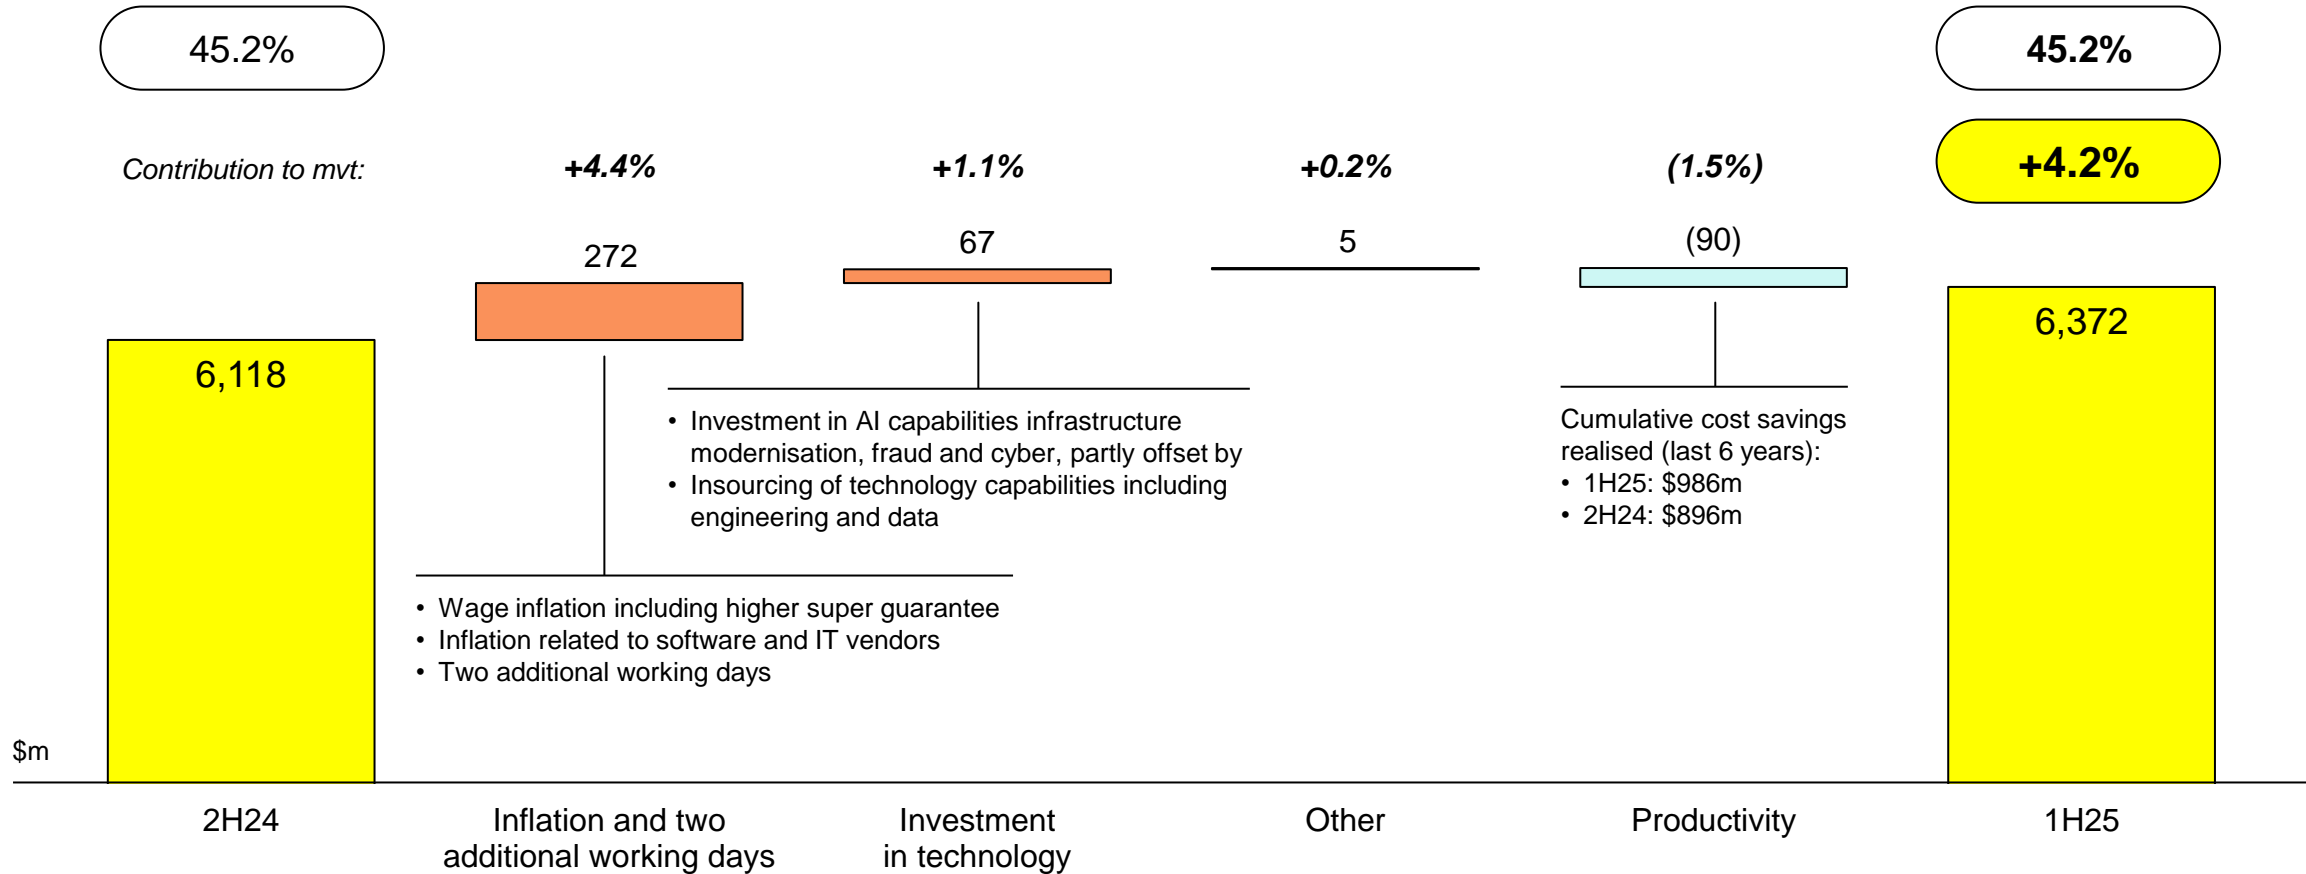 45.2%
45.2%
Contribution to mvt:
+4.4%
+1.1%
+0.2%
(1.5%)
+4.2%
272
67
5
(90)
6,118
6,372
• Investment in AI capabilities infrastructure
modernisation, fraud and cyber, partly offset by
• Insourcing of technology capabilities including
engineering and data
Cumulative cost savings
realised (last 6 years):
• 1H25: $986m
• 2H24: $896m
• Wage inflation including higher super guarantee
• Inflation related to software and IT vendors
• Two additional working days
$m
2H24
Inflation and two
additional working days
Investment
in technology
Other
Productivity
1H25